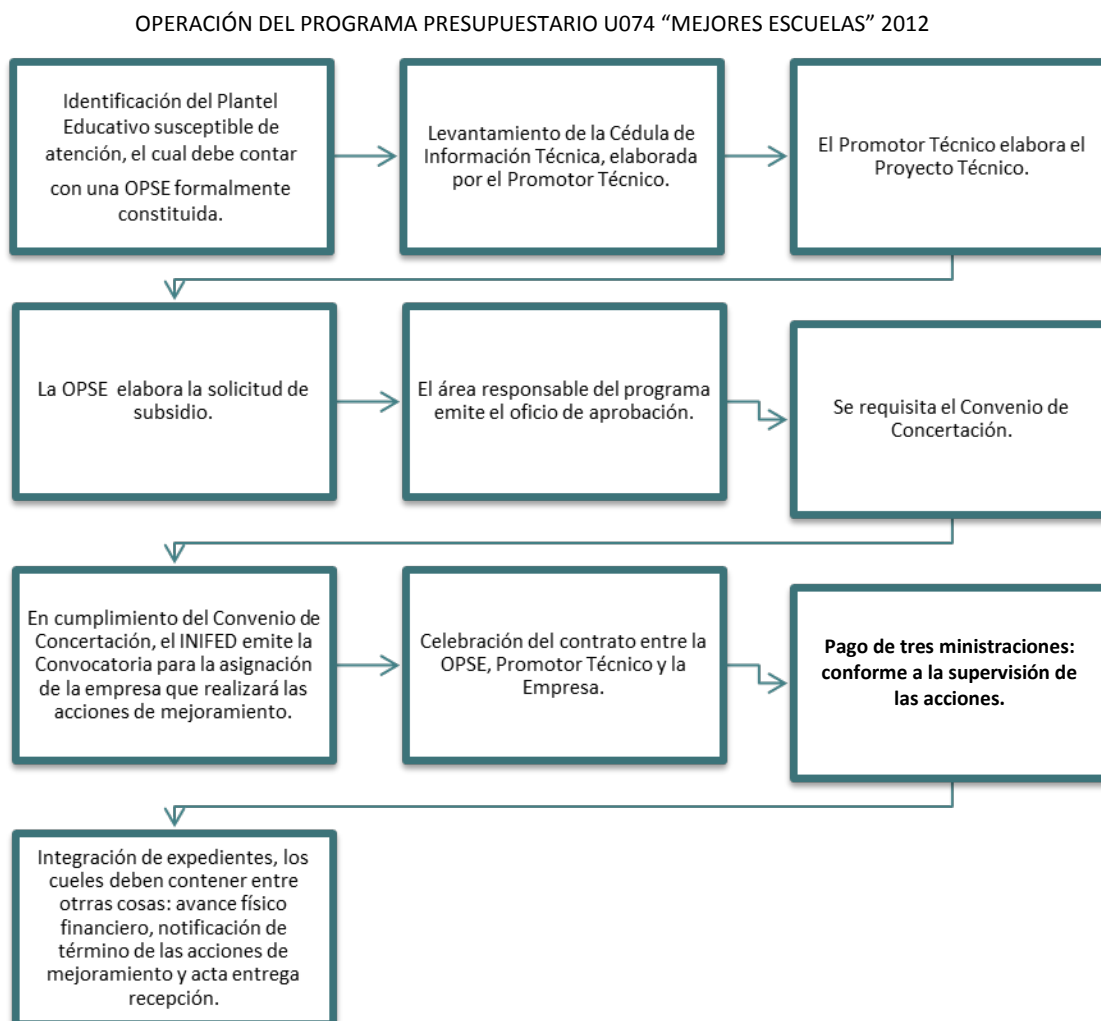 OPERACIÓN DEL PROGRAMA PRESUPUESTARIO U074 “MEJORES ESCUELAS” 2012
Identificación del Plantel
Educativo susceptible de
atención, el cual debe contar
con una OPSE formalmente
constituida.
Levantamiento de la Cédula de
Información Técnica, elaborada
por el Promotor Técnico.
El Promotor Técnico elabora el
Proyecto Técnico.
La OPSE elabora la solicitud de
subsidio.
El área responsable del programa
emite el oficio de aprobación.
Se requisita el Convenio de
Concertación.
En cumplimiento del Convenio de
Concertación, el INIFED emite la
Convocatoria para la asignación
de la empresa que realizará las
acciones de mejoramiento.
Celebración del contrato entre la
OPSE, Promotor Técnico y la
Empresa.
Pago de tres ministraciones:
conforme a la supervisión de
las acciones.
Integración de expedientes, los
cueles deben contener entre
otrras cosas: avance físico
financiero, notificación de
término de las acciones de
mejoramiento y acta entrega
recepción.